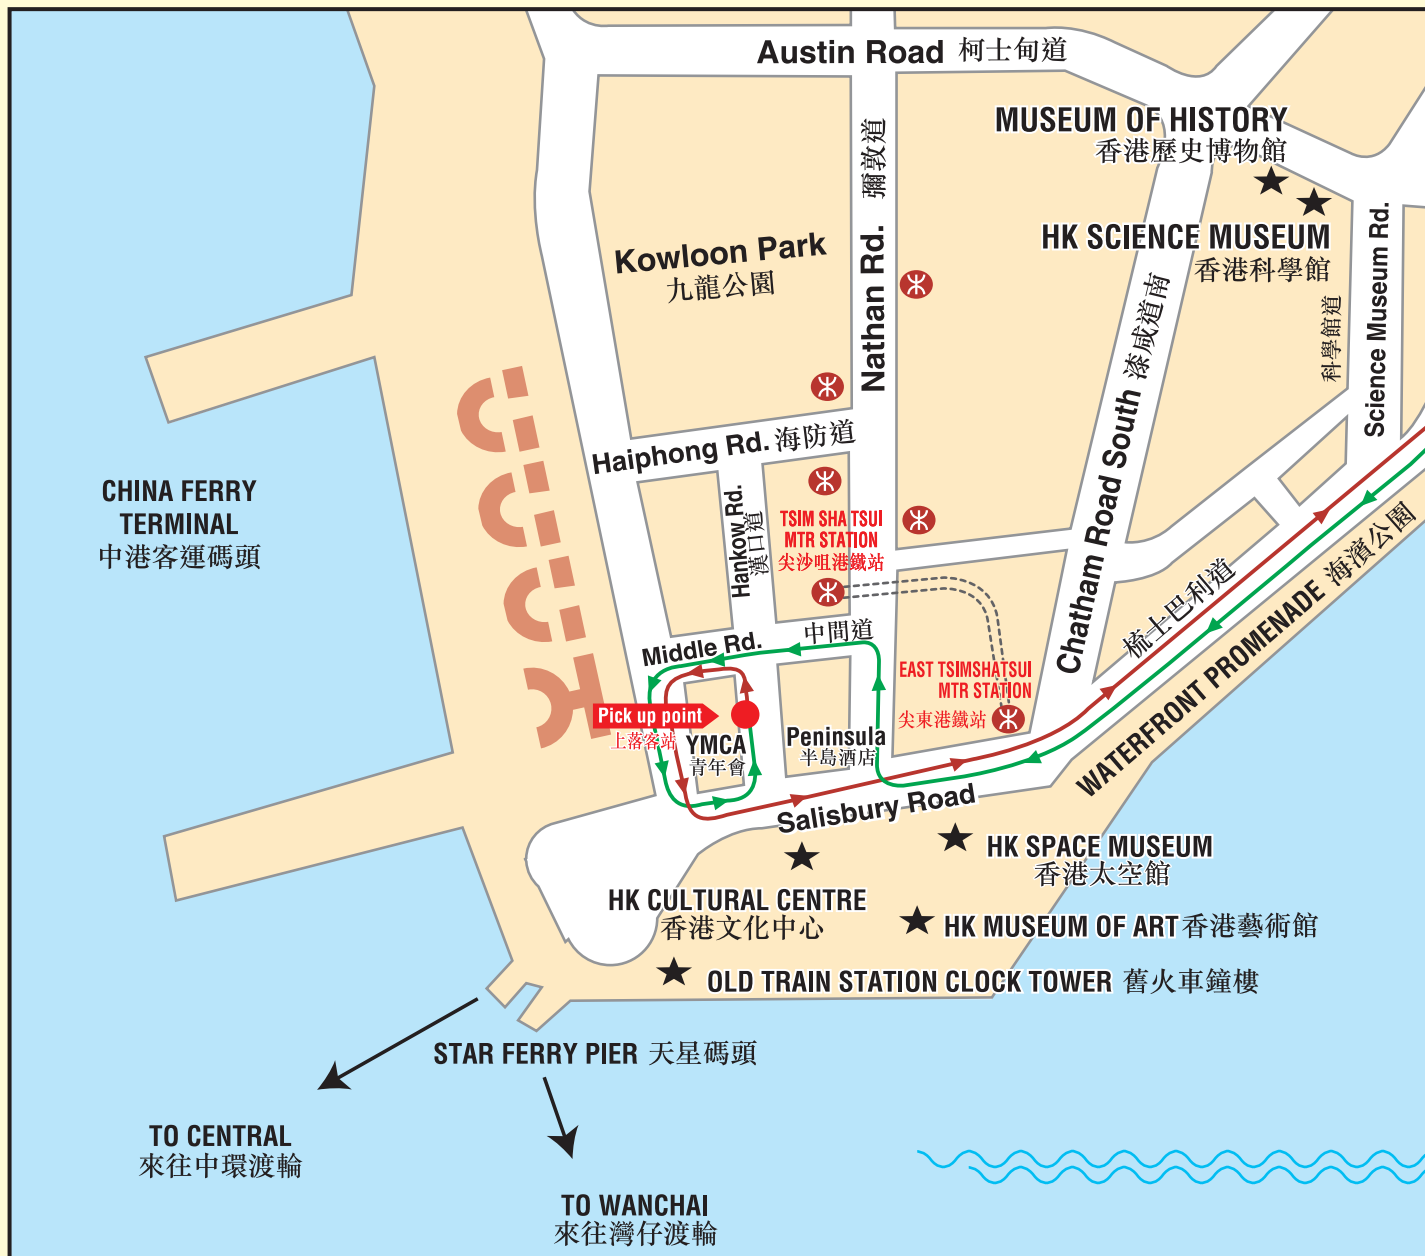 Austin Road 柯士甸道
MUSEUM OF HISTORY
香港歷史博物館
彌敦道
Nathan Rd.
HK SCIENCE MUSEUM
香港科學館
Science Museum Rd.
科學館道
Kowloon Park
九龍公園
Chatham Road South 漆咸道南
Haiphong Rd. 海防道
CHINA FERRY
TERMINAL
中港客運碼頭
Hankow Rd.
漢口道
TSIM SHA TSUI
MTR STATION
尖沙咀港鐵站
梳士巴利道
WATERFRONT PROMENADE 海濱公園
Middle Rd. 中間道
EAST TSIMSHATSUI
MTR STATION
尖東港鐵站
Pick up point
上落客站
YMCA
青年會
Peninsula
半島酒店
Salisbury Road
HK SPACE MUSEUM
香港太空館
HK CULTURAL CENTRE
香港文化中心
HK MUSEUM OF ART 香港藝術館
OLD TRAIN STATION CLOCK TOWER 舊火車鐘樓
STAR FERRY PIER 天星碼頭
TO CENTRAL
來往中環渡輪
TO WANCHAI
來往灣仔渡輪